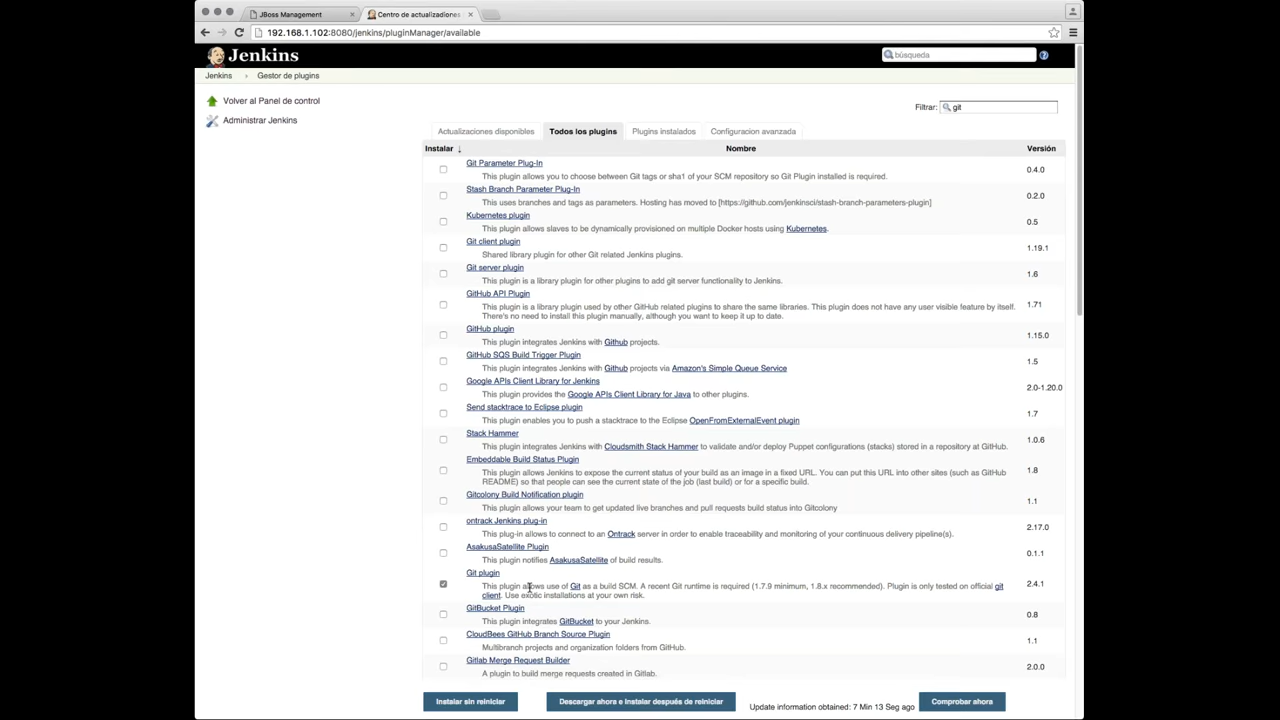 JBoss Management
Centro de actualizadiones
192.168.1.102:8080/jenkins/pluginManager/available
Jenkins
búsqueda
Jenkins
Gestor de plugins
Volver al Panel de control
Administrar Jenkins
Filtrar: git
Actualizaciones disponibles
Todos los plugins
Plugins instalados
Configuracion avanzada
Instalar ↓
Nombre
Versión
Git Parameter Plug-In
This plugin allows you to choose between Git tags or sha1 of your SCM repository so Git Plugin installed is required.
0.4.0
Stash Branch Parameter Plug-In
This uses branches and tags as parameters. Hosting has moved to [https://github.com/jenkinsci/stash-branch-parameters-plugin]
0.2.0
Kubernetes plugin
This plugin allows slaves to be dynamically provisioned on multiple Docker hosts using Kubernetes.
0.5
Git client plugin
Shared library plugin for other Git related Jenkins plugins.
1.19.1
Git server plugin
This plugin is a library plugin for other plugins to add git server functionality to Jenkins.
1.6
GitHub API Plugin
This plugin is a library plugin used by other GitHub related plugins to share the same libraries. This plugin does not have any user visible feature by itself.
There's no need to install this plugin manually, although you want to keep it up to date.
1.71
GitHub plugin
This plugin integrates Jenkins with Github projects.
1.15.0
GitHub SQS Build Trigger Plugin
This plugin integrates Jenkins with Github projects via Amazon's Simple Queue Service
1.5
Google APIs Client Library for Jenkins
This plugin provides the Google APIs Client Library for Java to other plugins.
2.0-1.20.0
Send stacktrace to Eclipse plugin
This plugin enables you to push a stacktrace to the Eclipse OpenFromExternalEvent plugin
1.7
Stack Hammer
This plugin integrates Jenkins with Cloudsmith Stack Hammer to validate and/or deploy Puppet configurations (stacks) stored in a repository at GitHub.
1.0.6
Embeddable Build Status Plugin
This plugin allows Jenkins to expose the current status of your build as an image in a fixed URL. You can put this URL into other sites (such as GitHub
README) so that people can see the current state of the job (last build) or for a specific build.
1.8
Gitcolony Build Notification plugin
This plugin allows your team to get updated live branches and pull requests build status into Gitcolony
1.1
ontrack Jenkins plug-in
This plug-in allows to connect to an Ontrack server in order to enable traceability and monitoring of your continuous delivery pipeline(s).
2.17.0
AsakusaSatellite Plugin
This plugin notifies AsakusaSatellite of build results.
0.1.1
Git plugin
This plugin allows use of Git as a build SCM. A recent Git runtime is required (1.7.9 minimum, 1.8.x recommended). Plugin is only tested on official git
client. Use exotic installations at your own risk.
2.4.1
GitBucket Plugin
This plugin integrates GitBucket to your Jenkins.
0.8
CloudBees GitHub Branch Source Plugin
Multibranch projects and organization folders from GitHub.
1.1
Gitlab Merge Request Builder
A plugin to build merge requests created in Gitlab.
2.0.0
Instalar sin reiniciar
Descargar ahora e instalar después de reiniciar
Update information obtained: 7 Min 13 Seg ago
Comprobar ahora